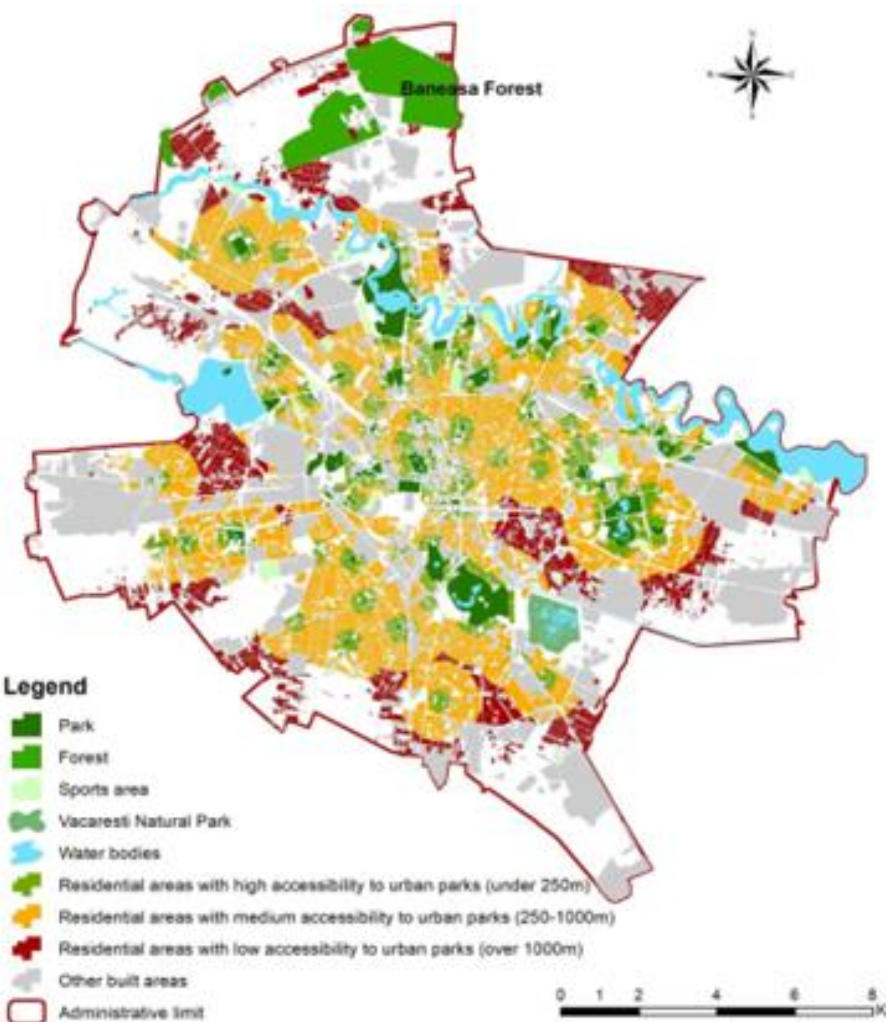 Baneasa Forest
Legend
Park
Forest
Sports area
Vacaresti Natural Park
Water bodies
Residential areas with high accessibility to urban parks (under 250m)
Residential areas with medium accessibility to urban parks (250-1000m)
Residential areas with low accessibility to urban parks (over 1000m)
Other built areas
Administrative limit
0 1 2 4 6 8